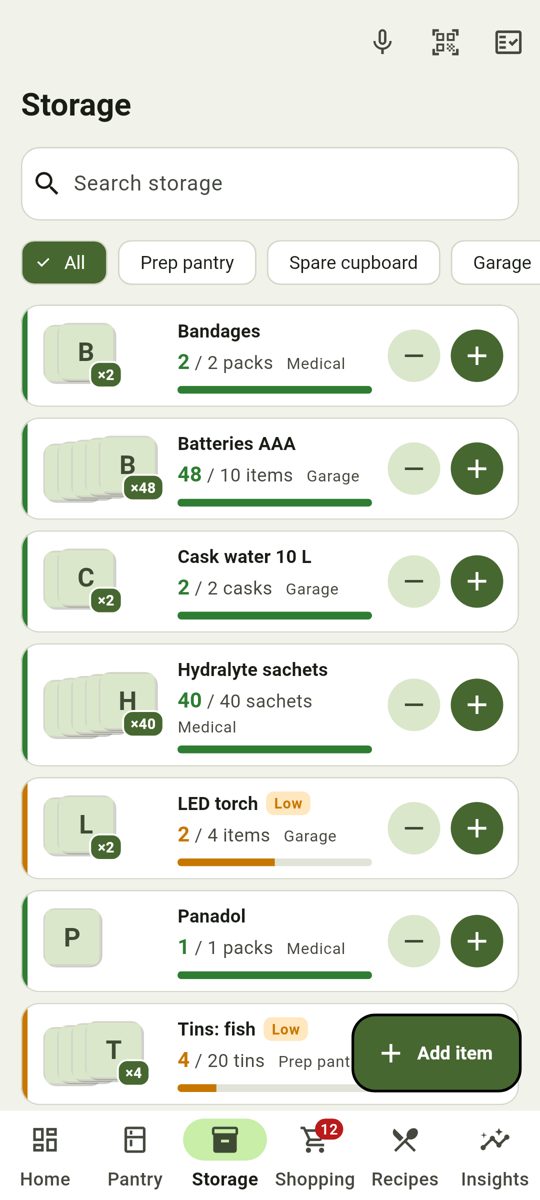 Storage
Search storage
All
Prep pantry
Spare cupboard
Garage
B
×2
Bandages
2 / 2 packs Medical
B
×48
Batteries AAA
48 / 10 items Garage
C
×2
Cask water 10 L
2 / 2 casks Garage
H
×40
Hydralyte sachets
40 / 40 sachets
Medical
L
×2
LED torch Low
2 / 4 items Garage
P
Panadol
1 / 1 packs Medical
T
×4
Tins: fish Low
4 / 20 tins Prep pant
Add item
12
Home
Pantry
Storage
Shopping
Recipes
Insights